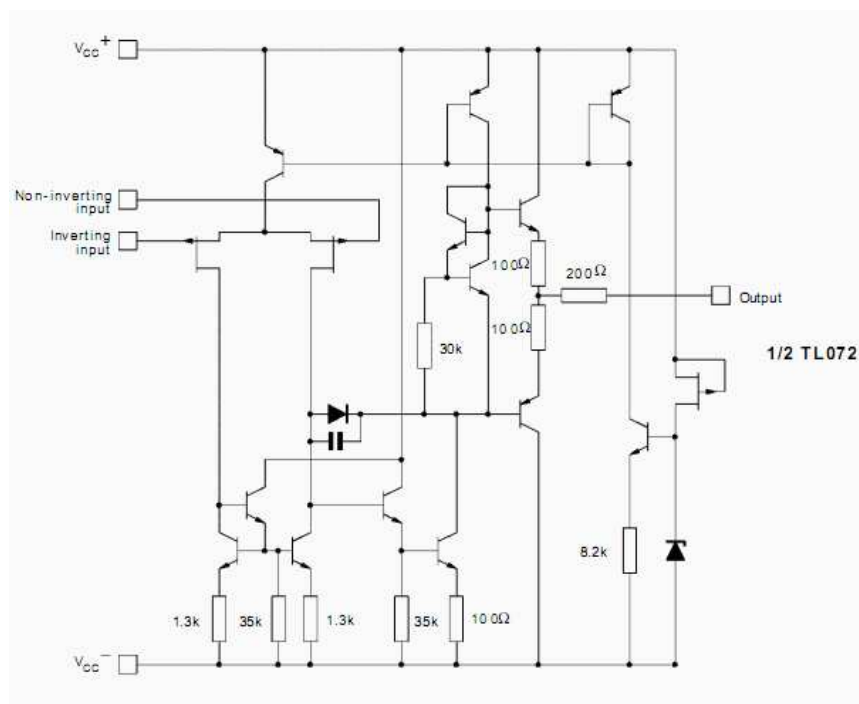 VCC+
Non-inverting
input
Inverting
input
100Ω
200Ω
Output
100Ω
1/2 TL072
30k
8.2k
1.3k
35k
1.3k
35k
100Ω
VCC−